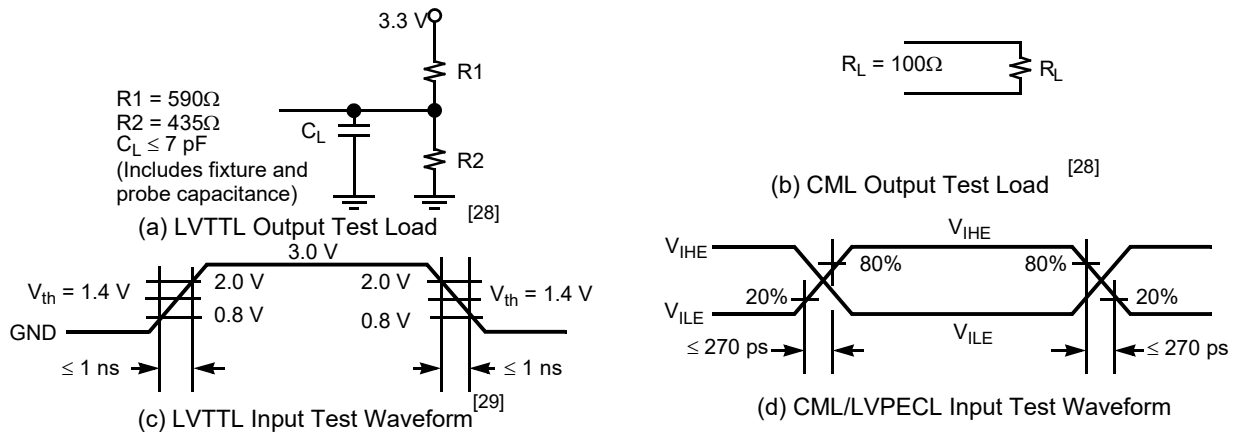 3.3 V
R1
R1 = 590Ω
R2 = 435Ω
C_L ≤ 7 pF
(Includes fixture and
probe capacitance)
C_L
R2
(a) LVTTL Output Test Load [28]
R_L = 100Ω
R_L
(b) CML Output Test Load [28]
3.0 V
V_th = 1.4 V
2.0 V
2.0 V
V_th = 1.4 V
0.8 V
0.8 V
GND
≤ 1 ns
≤ 1 ns
(c) LVTTL Input Test Waveform [29]
V_IHE
V_IHE
80%
80%
20%
20%
V_ILE
V_ILE
≤ 270 ps
≤ 270 ps
(d) CML/LVPECL Input Test Waveform